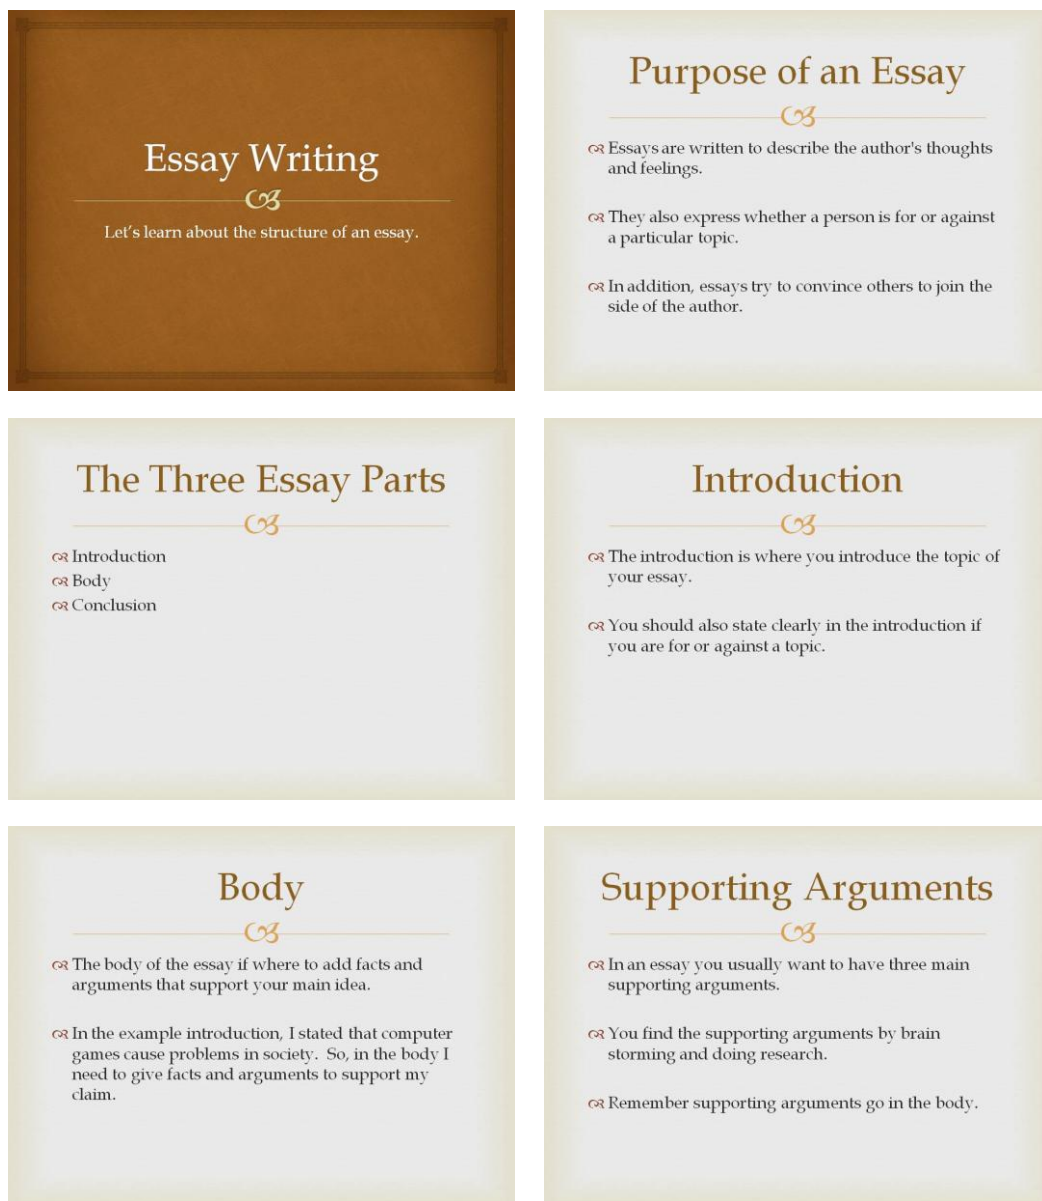 Essay Writing
Let's learn about the structure of an essay.
Purpose of an Essay
Essays are written to describe the author's thoughts
and feelings.
They also express whether a person is for or against
a particular topic.
In addition, essays try to convince others to join the
side of the author.
The Three Essay Parts
Introduction
Body
Conclusion
Introduction
The introduction is where you introduce the topic of
your essay.
You should also state clearly in the introduction if
you are for or against a topic.
Body
The body of the essay if where to add facts and
arguments that support your main idea.
In the example introduction, I stated that computer
games cause problems in society.  So, in the body I
need to give facts and arguments to support my
claim.
Supporting Arguments
In an essay you usually want to have three main
supporting arguments.
You find the supporting arguments by brain
storming and doing research.
Remember supporting arguments go in the body.